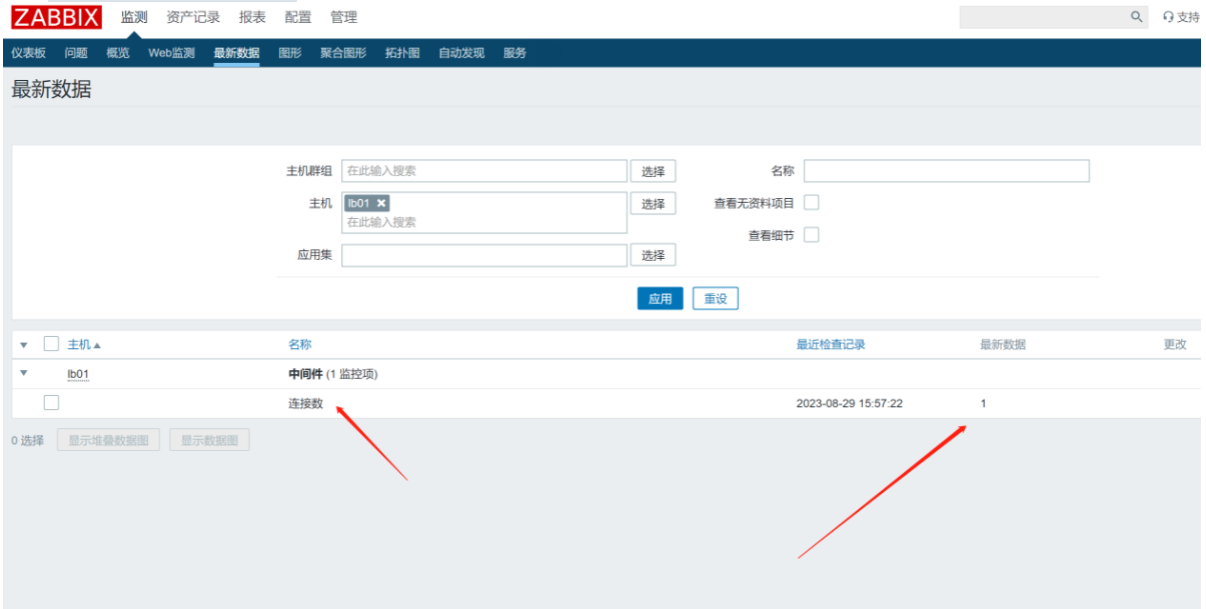 ZABBIX 监测 资产记录 报表 配置 管理 支持
仪表板 问题 概览 Web监测 最新数据 图形 聚合图形 拓扑图 自动发现 服务
最新数据
主机群组 在此输入搜索 选择 名称
主机 lb01 选择 查看无资料项目
在此输入搜索
查看细节
应用集 选择
应用 重设
主机 名称 最近检查记录 最新数据 更改
lb01 中间件 (1 监控项)
连接数 2023-08-29 15:57:22 1
0 选择 显示堆叠数据图 显示数据图